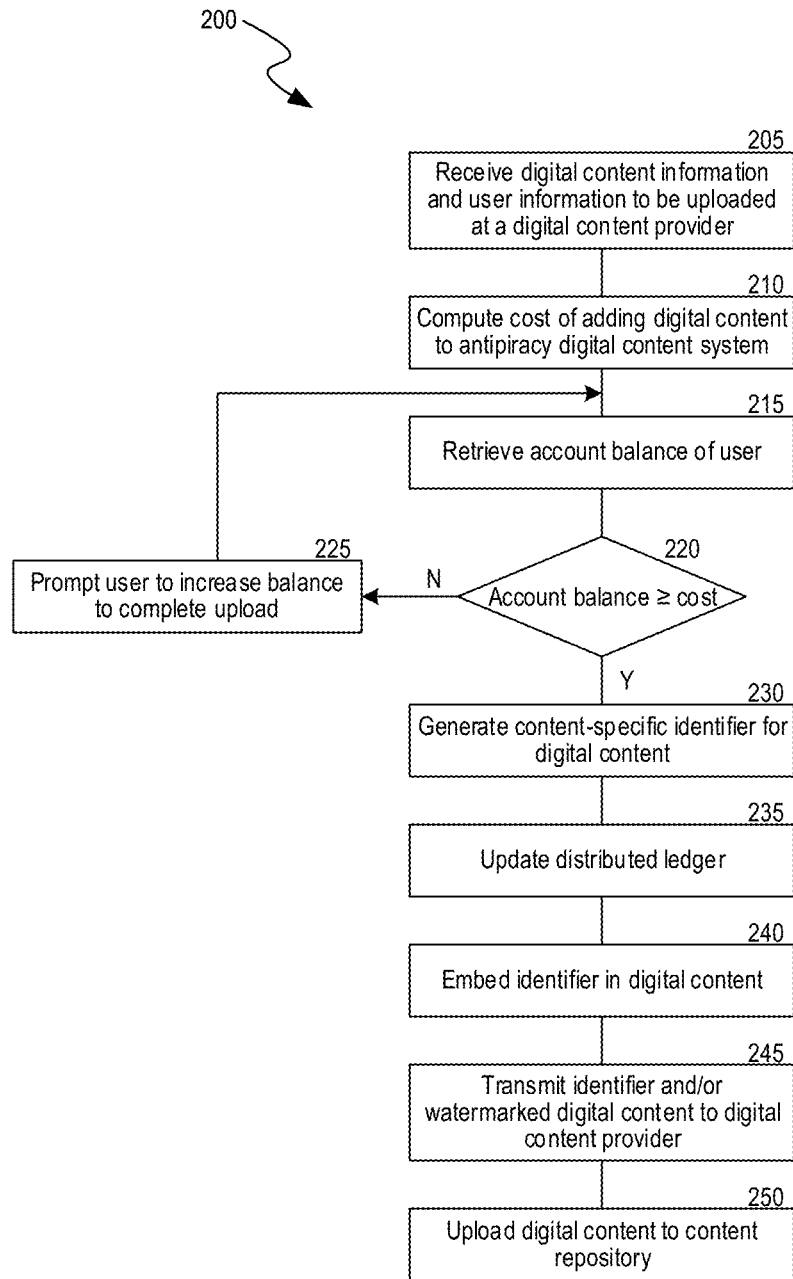 200
205
Receive digital content information
and user information to be uploaded
at a digital content provider
210
Compute cost of adding digital content
to antipiracy digital content system
215
Retrieve account balance of user
220
Account balance ≥ cost
N
225
Prompt user to increase balance
to complete upload
Y
230
Generate content-specific identifier for
digital content
235
Update distributed ledger
240
Embed identifier in digital content
245
Transmit identifier and/or
watermarked digital content to digital
content provider
250
Upload digital content to content
repository